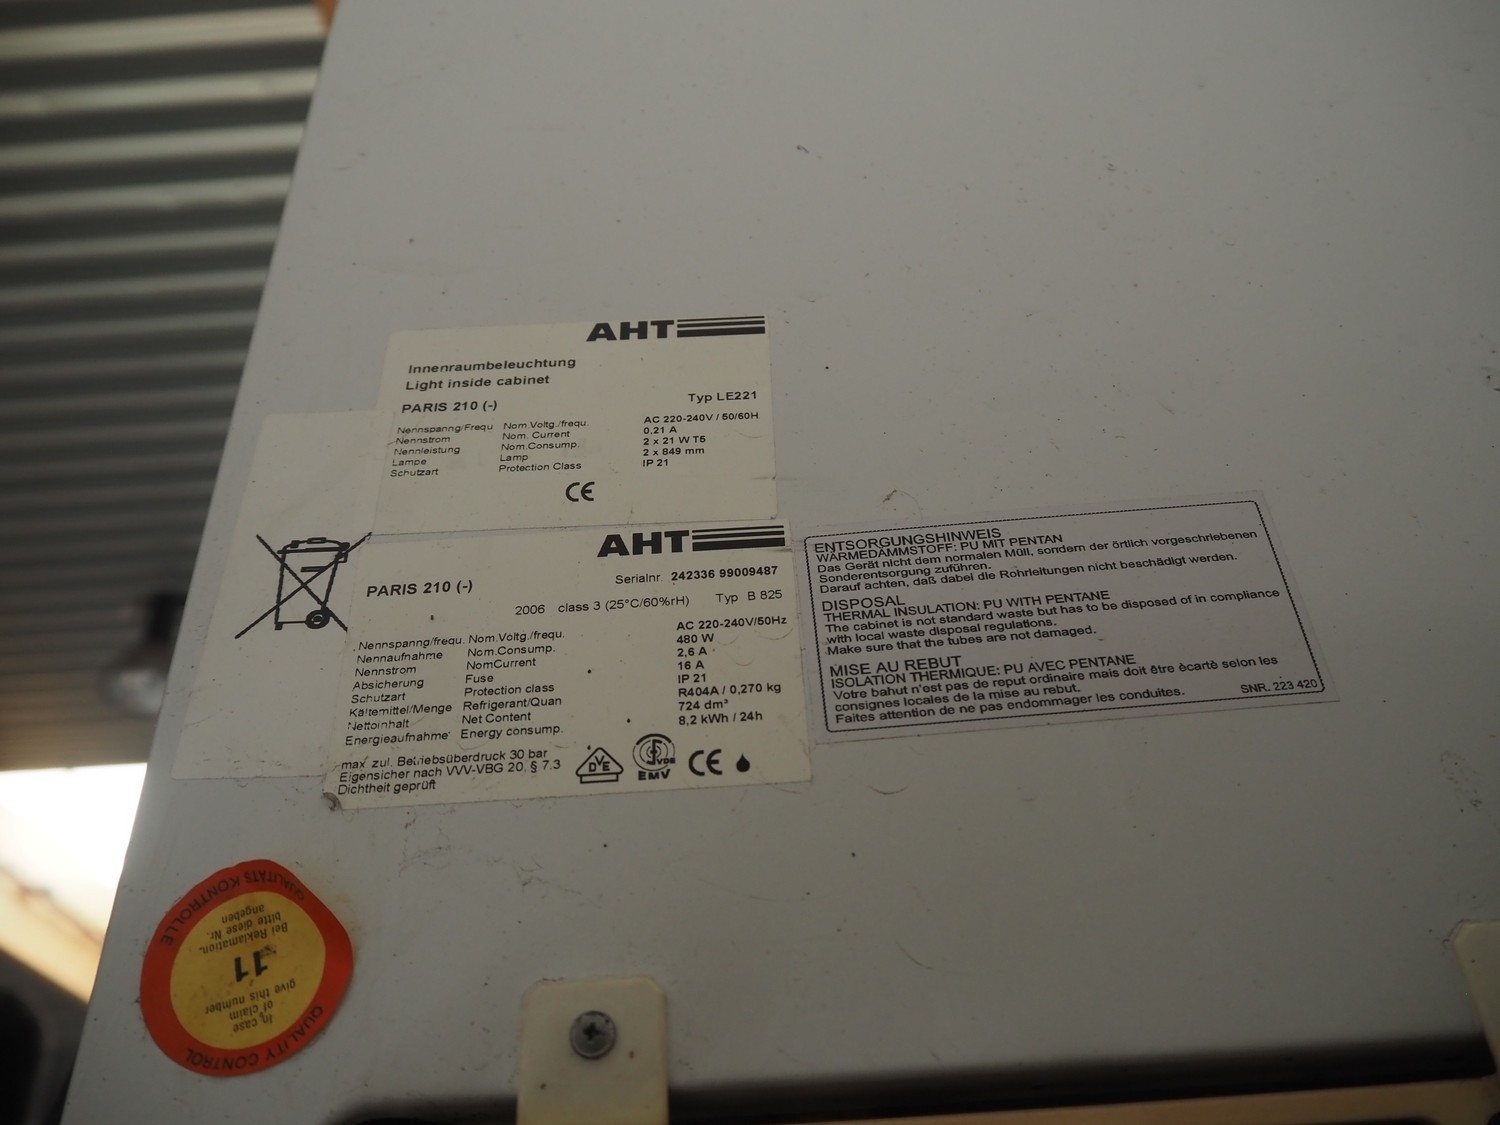 AHT
Innenraumbeleuchtung
Light inside cabinet
PARIS 210 (-) Typ LE221
Nennspanng/Frequ Nom.Voltg./frequ. AC 220-240V / 50/60H
Nennstrom Nom. Current 0,21 A
Nennleistung Nom.Consump. 2 x 21 W T5
Lampe Lamp 2 x 849 mm
Schutzart Protection Class IP 21
CE
AHT
PARIS 210 (-) Serialnr. 242336 99009487
2006 class 3 (25°C/60%rH) Typ B 825
Nennspanng/frequ. Nom.Voltg./frequ. AC 220-240V/50Hz
Nennaufnahme Nom.Consump. 480 W
Nennstrom NomCurrent 2,6 A
Absicherung Fuse 16 A
Schutzart Protection class IP 21
Kältemittel/Menge Refrigerant/Quan R404A / 0,270 kg
Nettoinhalt Net Content 724 dm³
Energieaufnahme Energy consump. 8,2 kWh / 24h
max zul. Betriebsüberdruck 30 bar
Eigensicher nach VVV-VBG 20, § 7.3
Dichtheit geprüft
DVE VDE EMV CE
ENTSORGUNGSHINWEIS
WÄRMEDÄMMSTOFF: PU MIT PENTAN
Das Gerät nicht dem normalen Müll, sondern der örtlich vorgeschriebenen
Sonderentsorgung zuführen.
Darauf achten, daß dabei die Rohrleitungen nicht beschädigt werden.
DISPOSAL
THERMAL INSULATION: PU WITH PENTANE
The cabinet is not standard waste but has to be disposed of in compliance
with local waste disposal regulations.
Make sure that the tubes are not damaged.
MISE AU REBUT
ISOLATION THERMIQUE: PU AVEC PENTANE
Votre bahut n'est pas de reput ordinaire mais doit être ècartè selon les
consignes locales de la mise au rebut.
Faites attention de ne pas endommager les conduites.
SNR. 223 420
QUALITÄTS KONTROLLE
Bei Reklamation,
bitte diese Nr.
angeben
11
In case
of claim
give this number
QUALITY CONTROL